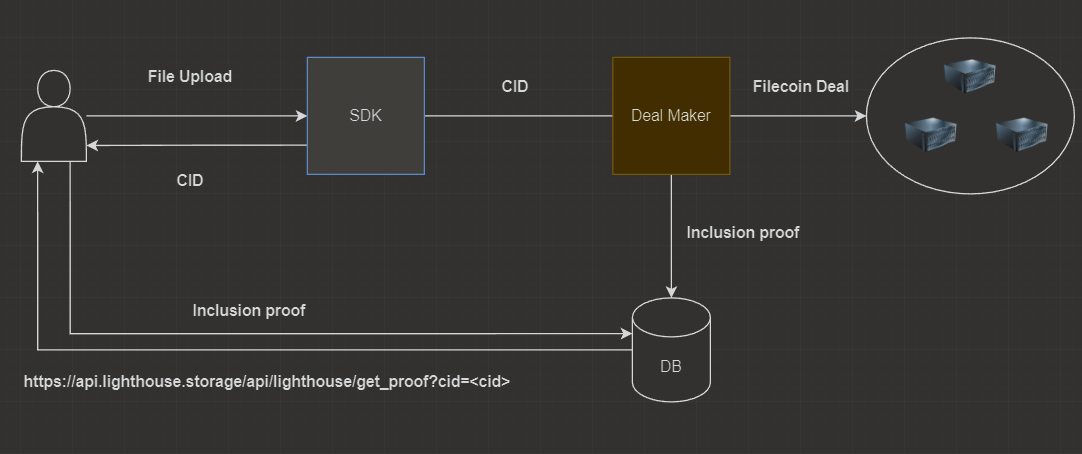 File Upload
CID
Filecoin Deal
SDK
Deal Maker
CID
Inclusion proof
Inclusion proof
DB
https://api.lighthouse.storage/api/lighthouse/get_proof?cid=<cid>